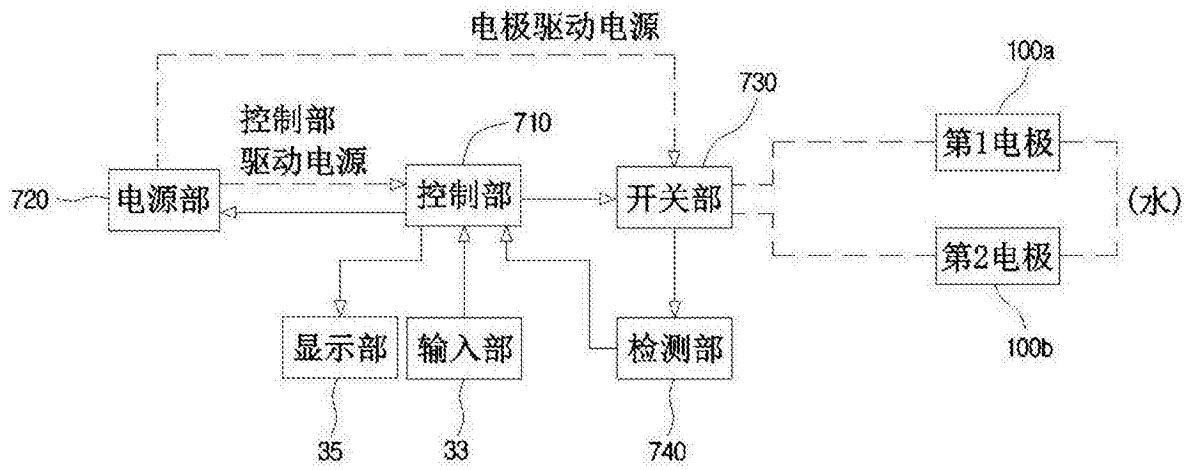 电极驱动电源
100a
730
控制部
驱动电源
710
第1电极
720
电源部
控制部
开关部
(水)
第2电极
显示部
输入部
检测部
100b
35
33
740